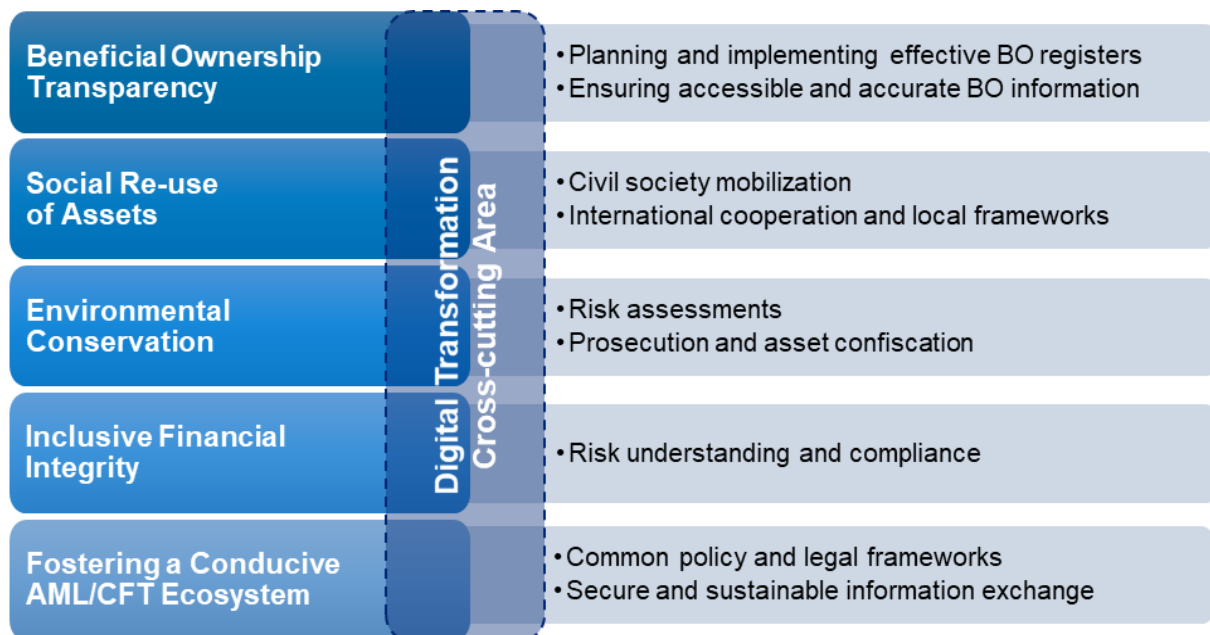 Beneficial Ownership
Transparency
• Planning and implementing effective BO registers
• Ensuring accessible and accurate BO information
Social Re-use
of Assets
• Civil society mobilization
• International cooperation and local frameworks
Environmental
Conservation
• Risk assessments
• Prosecution and asset confiscation
Inclusive Financial
Integrity
• Risk understanding and compliance
Fostering a Conducive
AML/CFT Ecosystem
• Common policy and legal frameworks
• Secure and sustainable information exchange
Digital Transformation
Cross-cutting Area